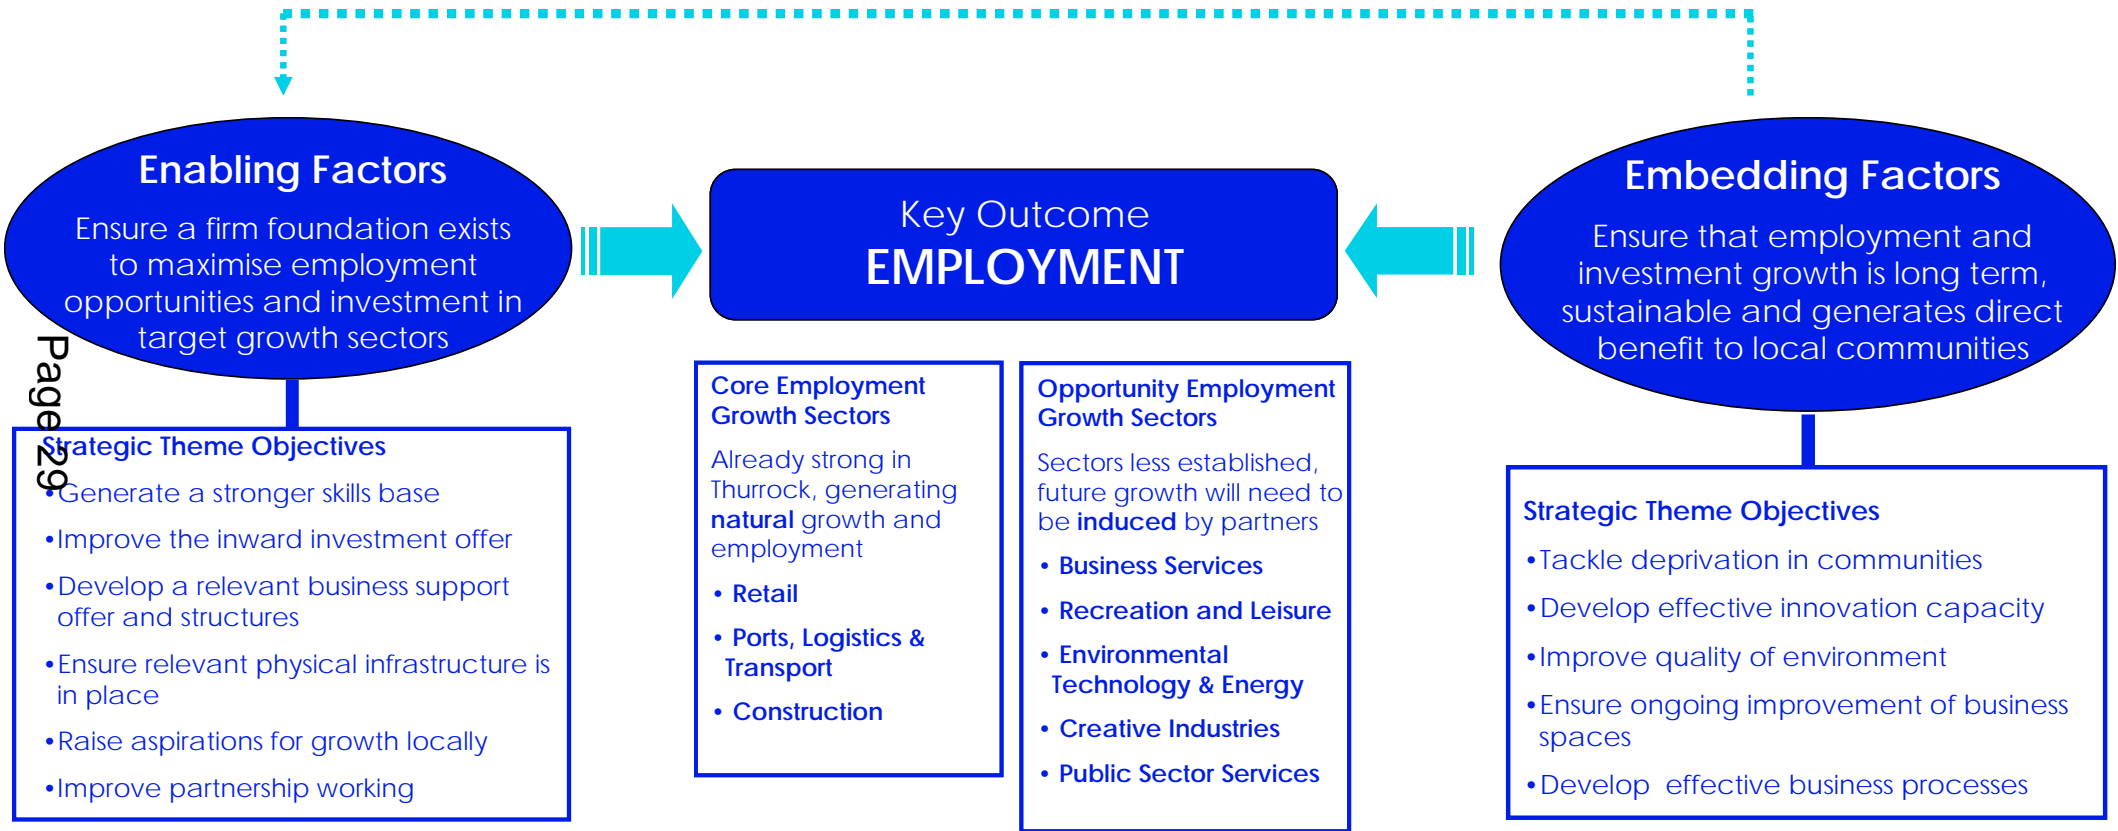 Enabling Factors
Ensure a firm foundation exists
to maximise employment
opportunities and investment in
target growth sectors
Page 29
Strategic Theme Objectives
•Generate a stronger skills base
•Improve the inward investment offer
•Develop a relevant business support
offer and structures
•Ensure relevant physical infrastructure is
in place
•Raise aspirations for growth locally
•Improve partnership working
Key Outcome
EMPLOYMENT
Core Employment
Growth Sectors
Already strong in
Thurrock, generating
natural growth and
employment
• Retail
• Ports, Logistics &
Transport
• Construction
Opportunity Employment
Growth Sectors
Sectors less established,
future growth will need to
be induced by partners
• Business Services
• Recreation and Leisure
• Environmental
Technology & Energy
• Creative Industries
• Public Sector Services
Embedding Factors
Ensure that employment and
investment growth is long term,
sustainable and generates direct
benefit to local communities
Strategic Theme Objectives
•Tackle deprivation in communities
•Develop effective innovation capacity
•Improve quality of environment
•Ensure ongoing improvement of business
spaces
•Develop  effective business processes